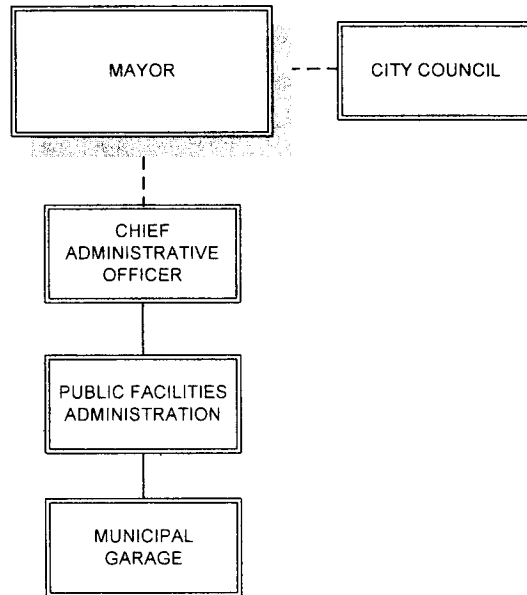 MAYOR
CITY COUNCIL
CHIEF
ADMINISTRATIVE
OFFICER
PUBLIC FACILITIES
ADMINISTRATION
MUNICIPAL
GARAGE